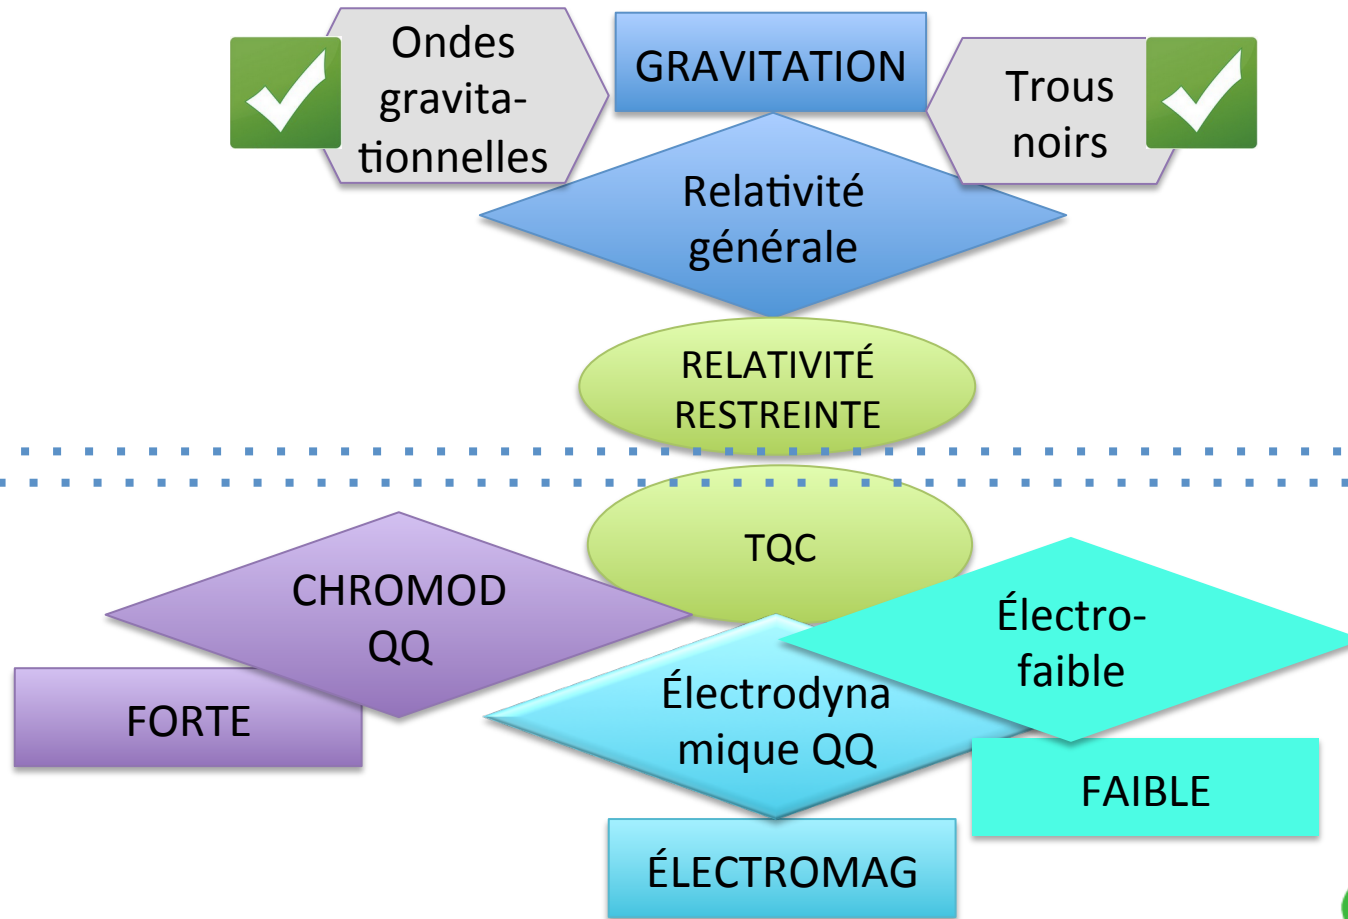 Ondes
gravita-
tionnelles
GRAVITATION
Trous
noirs
Relativité
générale
RELATIVITÉ
RESTREINTE
TQC
CHROMOD
QQ
Électro-
faible
FORTE
Électrodyna
mique QQ
FAIBLE
ÉLECTROMAG